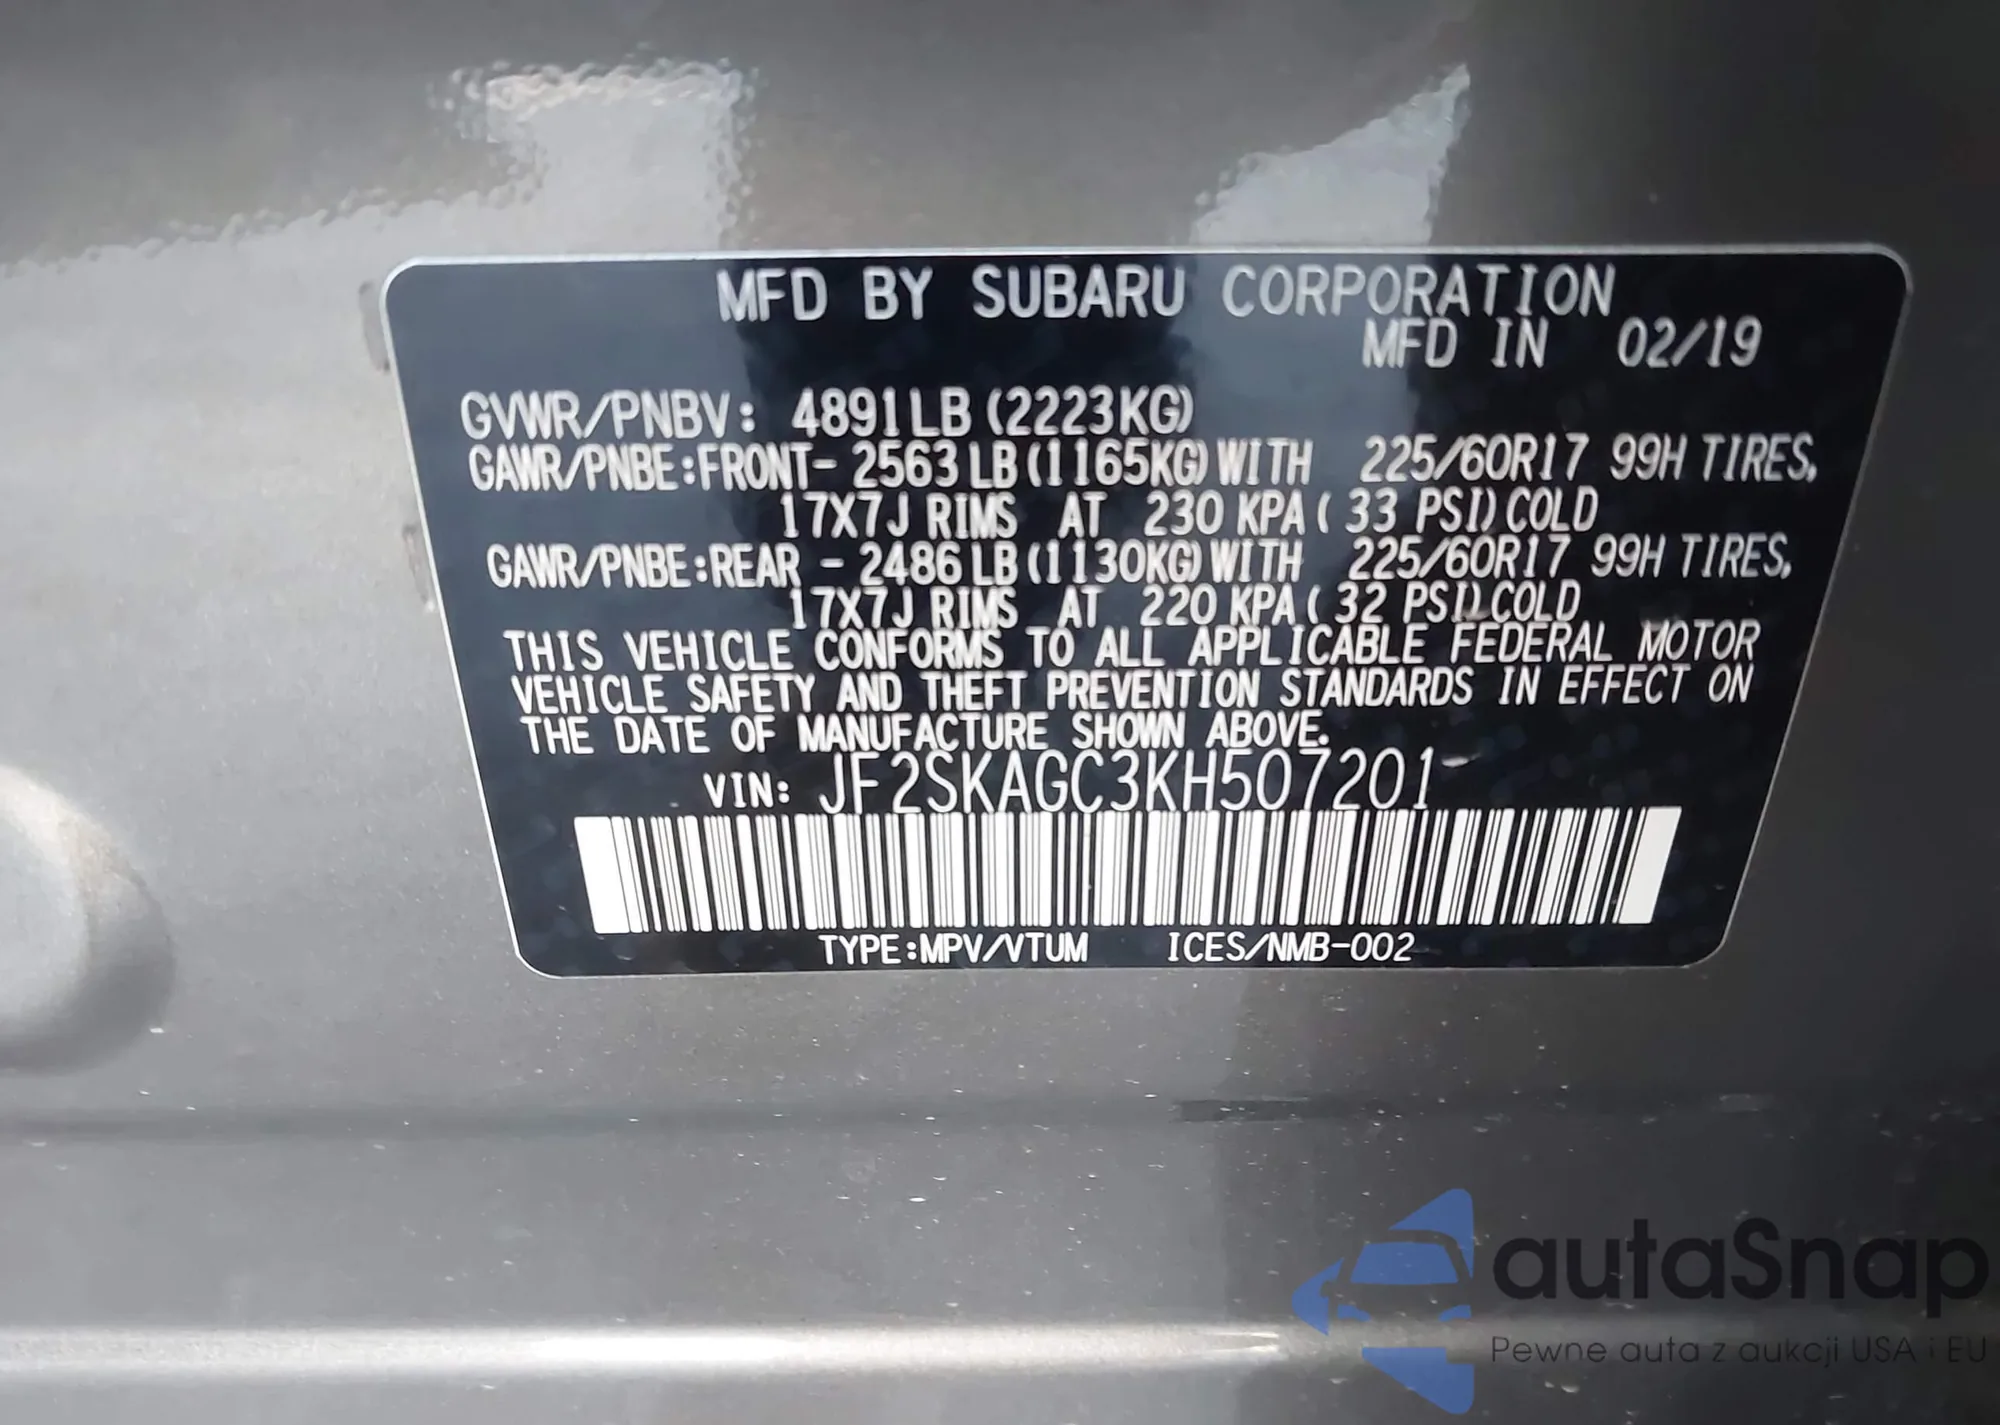 MFD BY SUBARU CORPORATION
MFD IN 02/19
GVWR/PNBV: 4891LB (2223KG)
GAWR/PNBE:FRONT- 2563LB (1165KG) WITH 225/60R17 99H TIRES,
17X7J RIMS AT 230 KPA ( 33 PSI) COLD
GAWR/PNBE:REAR - 2486LB (1130KG) WITH 225/60R17 99H TIRES,
17X7J RIMS AT 220 KPA ( 32 PSI) COLD
THIS VEHICLE CONFORMS TO ALL APPLICABLE FEDERAL MOTOR
VEHICLE SAFETY AND THEFT PREVENTION STANDARDS IN EFFECT ON
THE DATE OF MANUFACTURE SHOWN ABOVE.
VIN: JF2SKAGC3KH507201
TYPE:MPV/VTUM ICES/NMB-002
autaSnap
Pewne auta z aukcji USA i EU